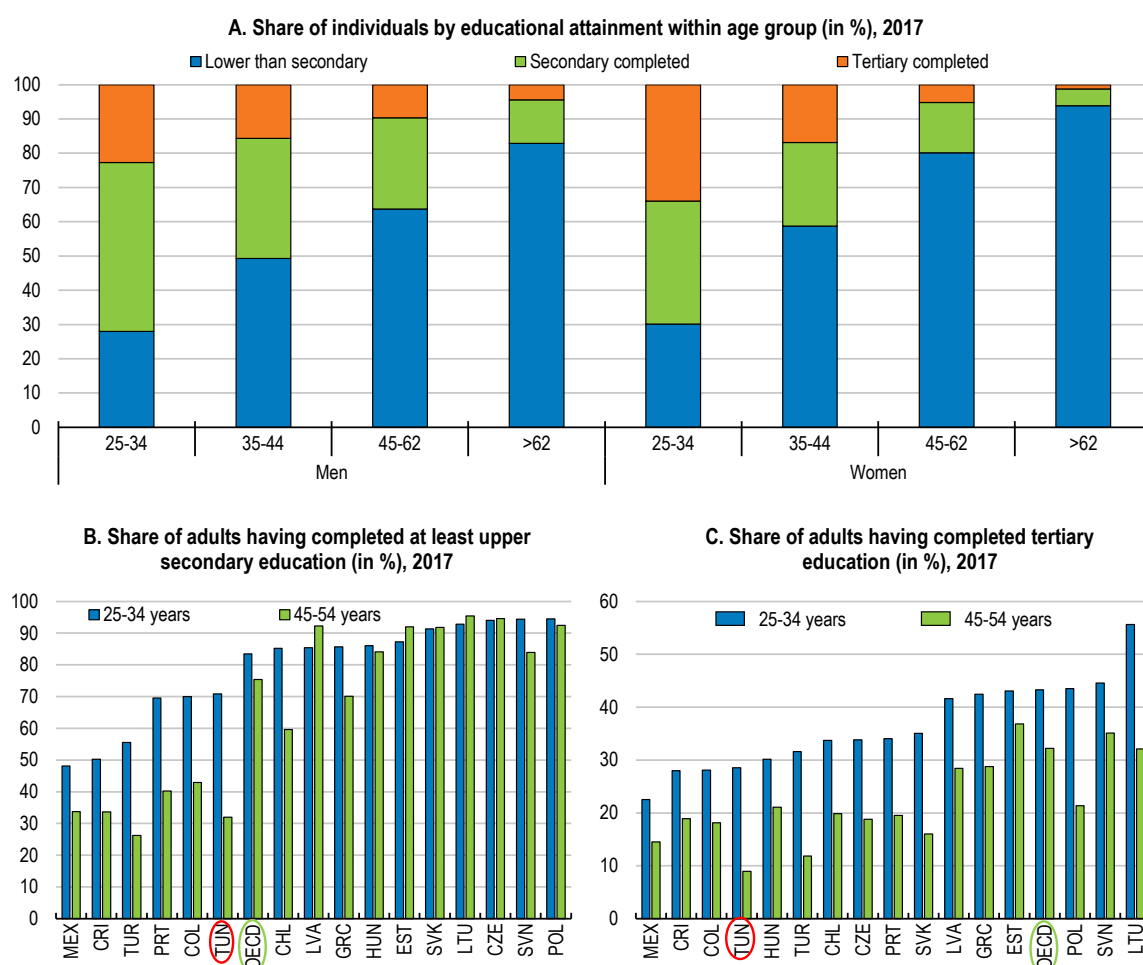 A. Share of individuals by educational attainment within age group (in %), 2017
Lower than secondary Secondary completed Tertiary completed
100
90
80
70
60
50
40
30
20
10
0
25-34 35-44 45-62 >62 25-34 35-44 45-62 >62
Men Women
B. Share of adults having completed at least upper
secondary education (in %), 2017
25-34 years 45-54 years
100
90
80
70
60
50
40
30
20
10
0
MEX CRI TUR PRT COL TUN OECD CHL LVA GRC HUN EST SVK LTU CZE SVN POL
C. Share of adults having completed tertiary
education (in %), 2017
25-34 years 45-54 years
60
50
40
30
20
10
0
MEX CRI COL TUN HUN TUR CHL CZE PRT SVK LVA GRC EST OECD POL SVN LTU